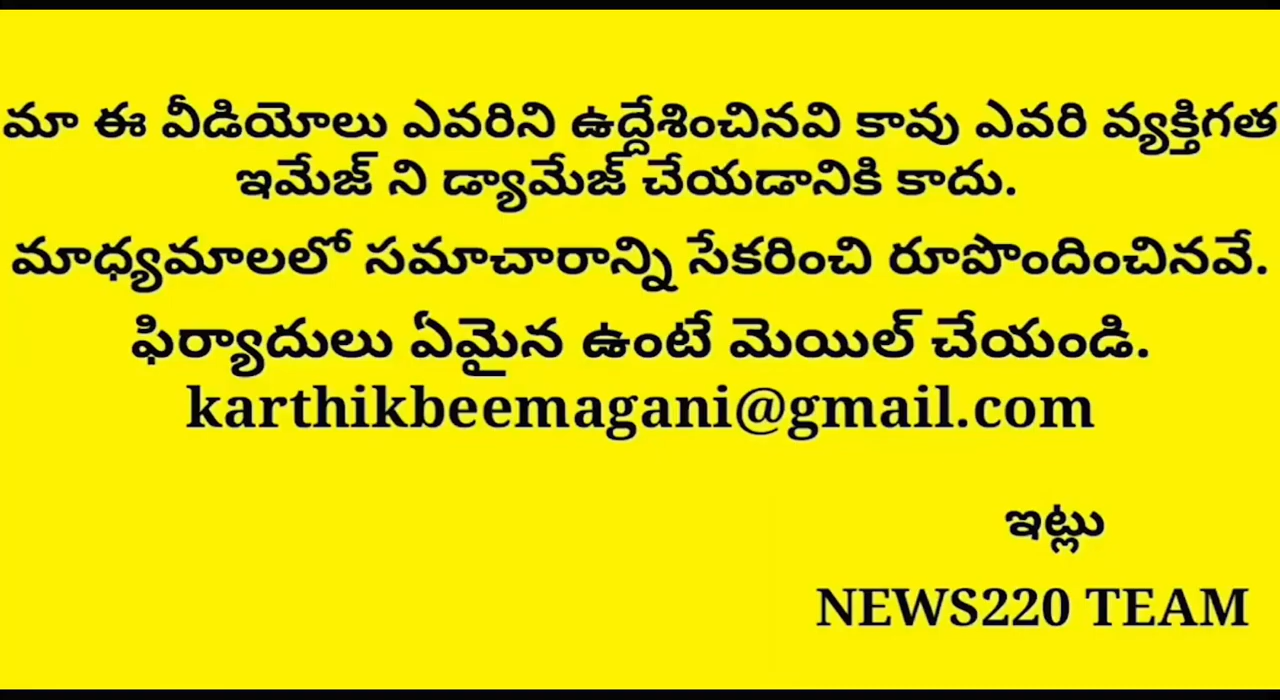 మా ఈ వీడియోలు ఎవరిని ఉద్దేశించినవి కావు ఎవరి వ్యక్తిగత
ఇమేజ్ ని డ్యామేజ్ చేయడానికి కాదు.
మాధ్యమాలలో సమాచారాన్ని సేకరించి రూపొందించినవే.
ఫిర్యాదులు ఏమైన ఉంటే మెయిల్ చేయండి.
karthikbeemagani@gmail.com
ఇట్లు
NEWS220 TEAM